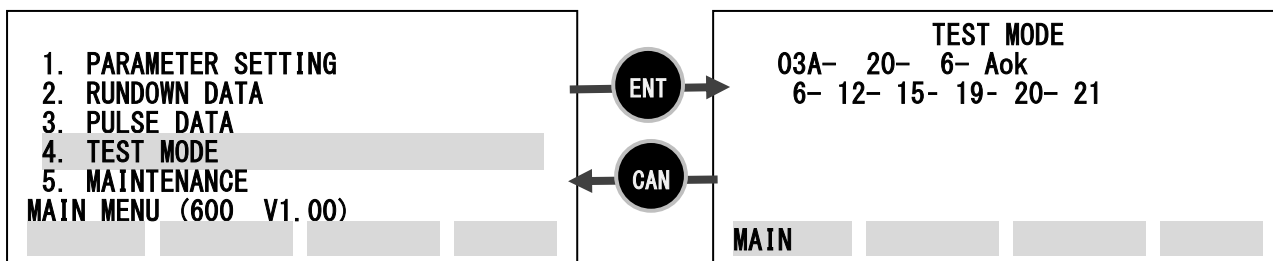 1. PARAMETER SETTING
2. RUNDOWN DATA
3. PULSE DATA
4. TEST MODE
5. MAINTENANCE
MAIN MENU (600 V1.00)
ENT
CAN
TEST MODE
03A- 20- 6- Aok
6- 12- 15- 19- 20- 21
MAIN